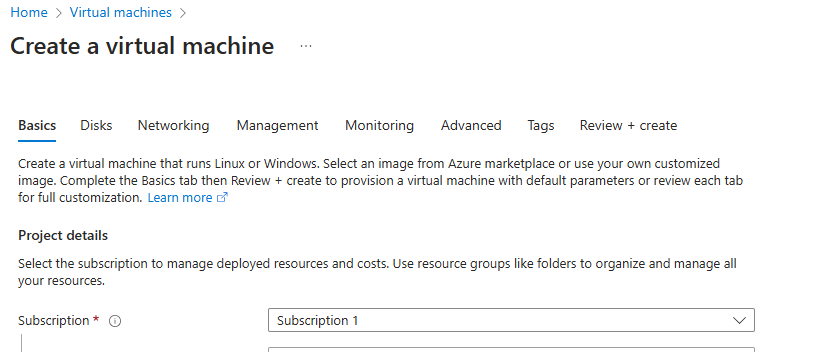 Home > Virtual machines >
Create a virtual machine ...
Basics Disks Networking Management Monitoring Advanced Tags Review + create
Create a virtual machine that runs Linux or Windows. Select an image from Azure marketplace or use your own customized
image. Complete the Basics tab then Review + create to provision a virtual machine with default parameters or review each tab
for full customization. Learn more
Project details
Select the subscription to manage deployed resources and costs. Use resource groups like folders to organize and manage all
your resources.
Subscription * Subscription 1